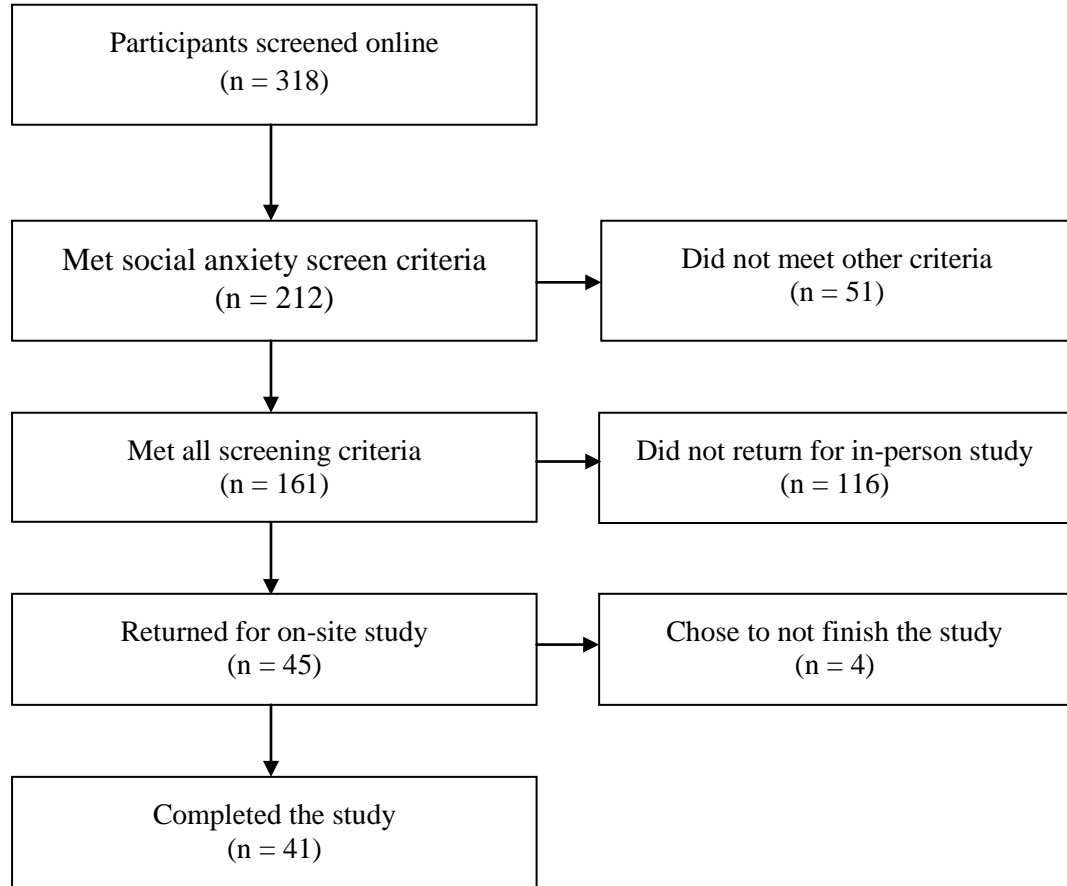 Participants screened online
(n = 318)
Met social anxiety screen criteria
(n = 212)
Did not meet other criteria
(n = 51)
Met all screening criteria
(n = 161)
Did not return for in-person study
(n = 116)
Returned for on-site study
(n = 45)
Chose to not finish the study
(n = 4)
Completed the study
(n = 41)